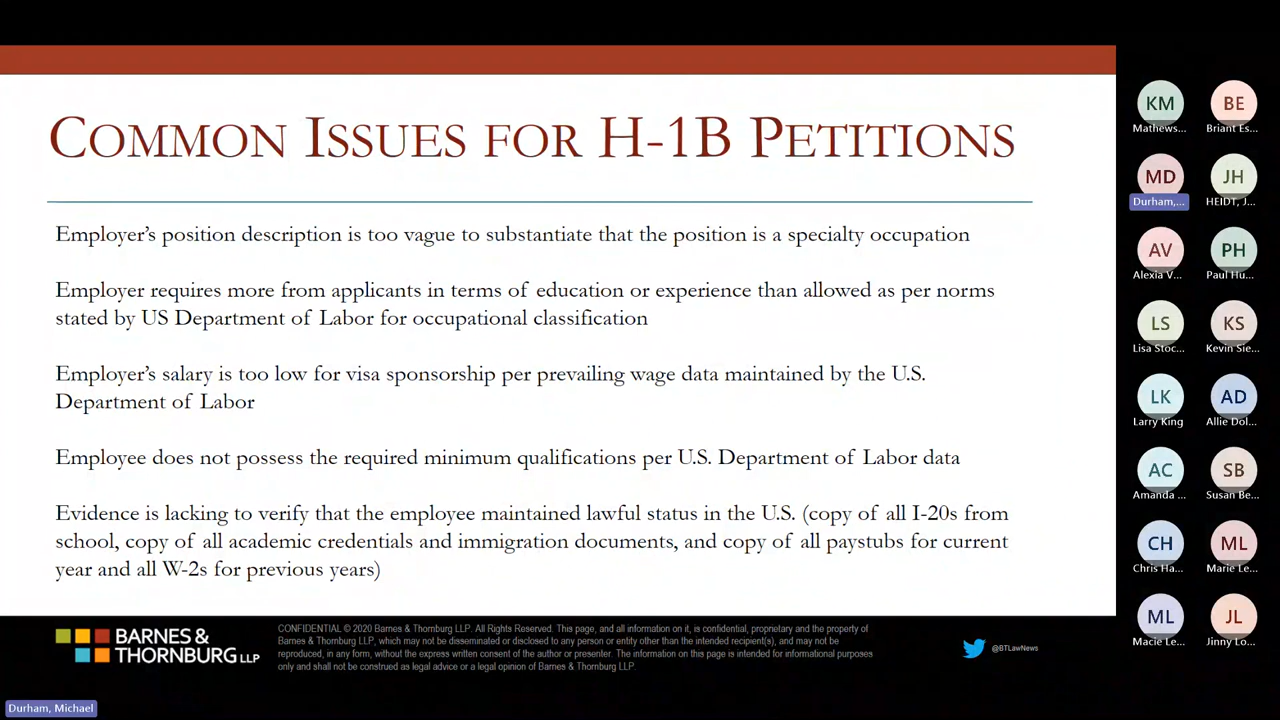 COMMON ISSUES FOR H-1B PETITIONS
Employer's position description is too vague to substantiate that the position is a specialty occupation
Employer requires more from applicants in terms of education or experience than allowed as per norms
stated by US Department of Labor for occupational classification
Employer's salary is too low for visa sponsorship per prevailing wage data maintained by the U.S.
Department of Labor
Employee does not possess the required minimum qualifications per U.S. Department of Labor data
Evidence is lacking to verify that the employee maintained lawful status in the U.S. (copy of all I-20s from
school, copy of all academic credentials and immigration documents, and copy of all paystubs for current
year and all W-2s for previous years)
BARNES &
THORNBURG LLP
CONFIDENTIAL © 2020 Barnes & Thornburg LLP. All Rights Reserved. This page, and all information on it, is confidential, proprietary and the property of
Barnes & Thornburg LLP, which may not be disseminated or disclosed to any person or entity other than the intended recipient(s), and may not be
reproduced, in any form, without the express written consent of the author or presenter. The information on this page is intended for informational purposes
only and shall not be construed as legal advice or a legal opinion of Barnes & Thornburg LLP.
@BTLawNews
Durham, Michael
KM
BE
Mathews...
Briant Es...
MD
JH
Durham,...
HEIDT, J...
AV
PH
Alexia V...
Paul Hu...
LS
KS
Lisa Stoc...
Kevin Sie...
LK
AD
Larry King
Allie Dol...
AC
SB
Amanda ...
Susan Be...
CH
ML
Chris Ha...
Marie Le...
ML
JL
Macie Le...
Jinny Lo...